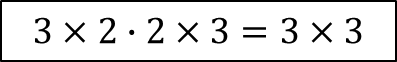 3 × 2 · 2 × 3 = 3 × 3